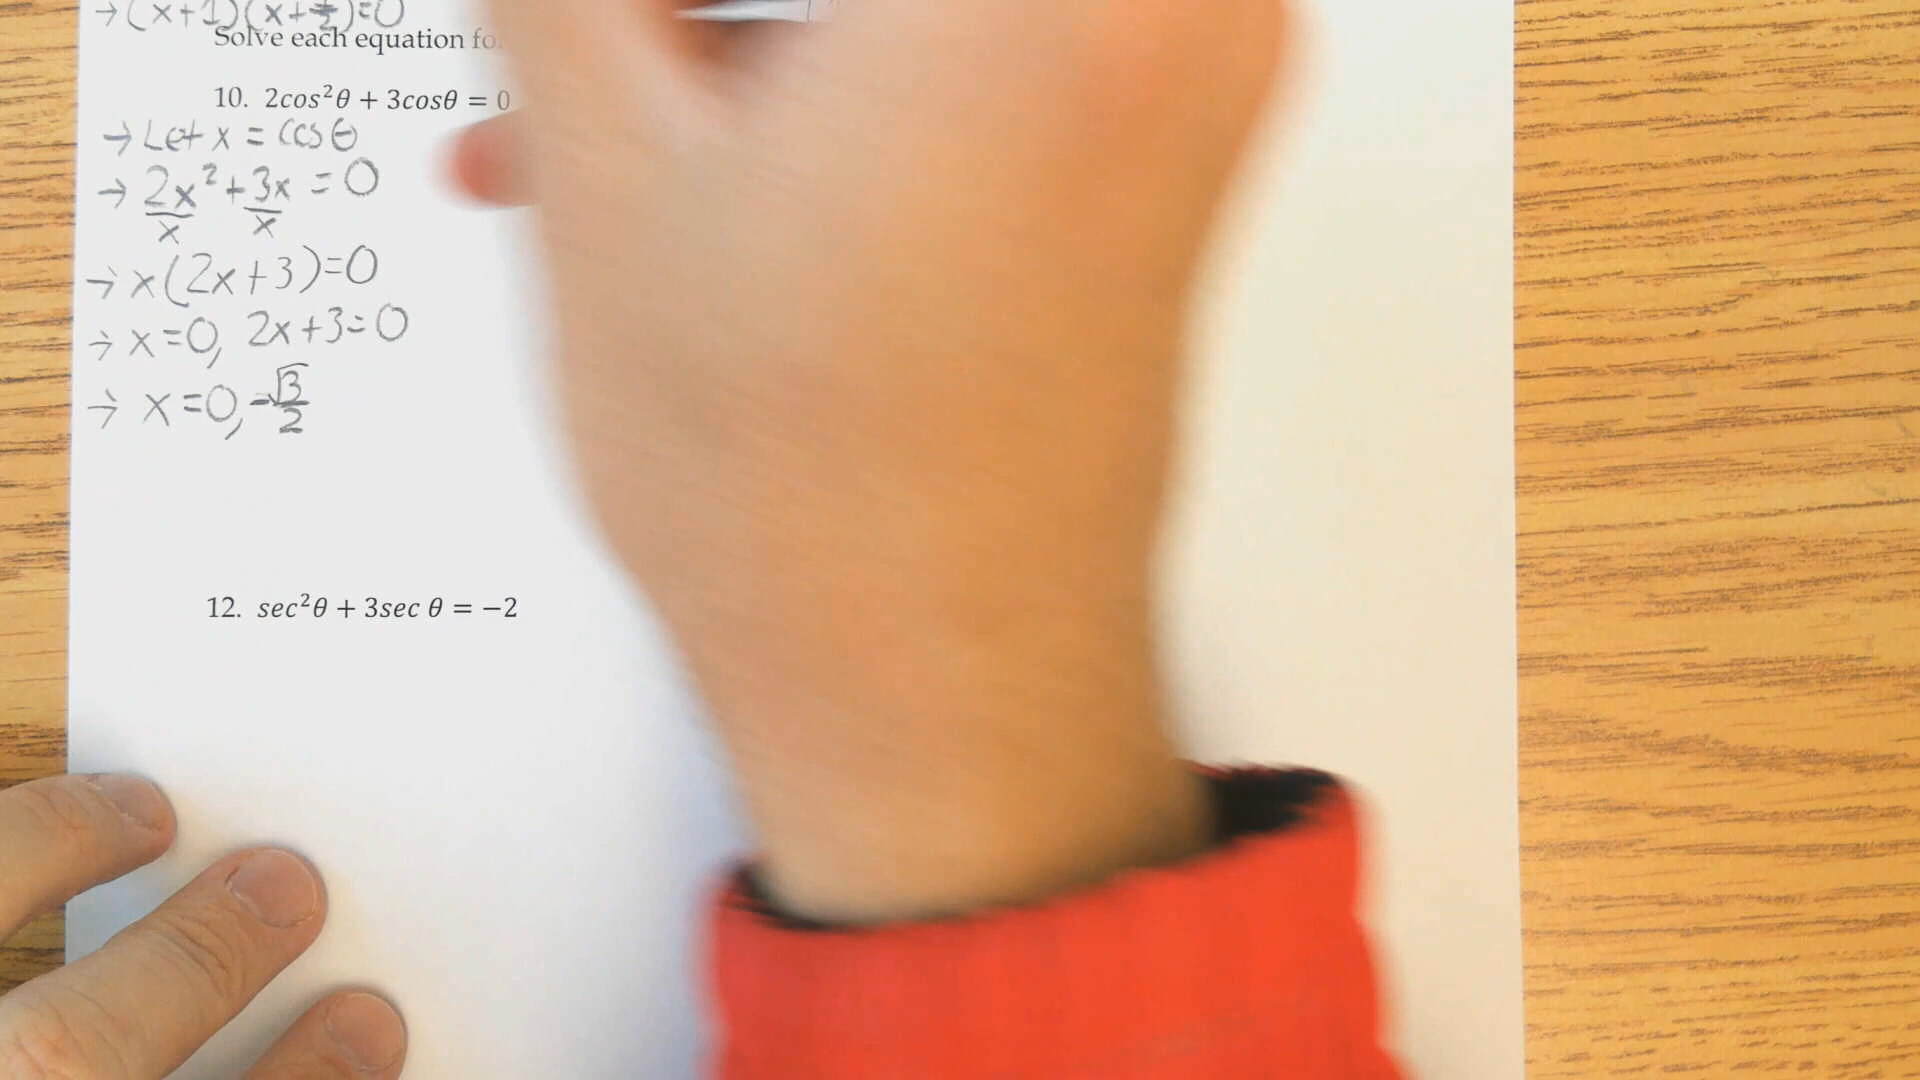 →(x+1)(x+½)=0
Solve each equation fo
10. 2cos²θ + 3cosθ = 0
→ Let x = cos θ
→ 2x² + 3x = 0
x x
→ x(2x+3)=0
→ x=0, 2x+3=0
→ x=0, -√3/2
12. sec²θ + 3sec θ = −2